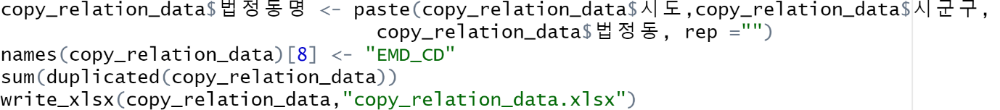 copy_relation_data$법정동명 <- paste(copy_relation_data$시도,copy_relation_data$시군구,
copy_relation_data$법정동, rep ="")
names(copy_relation_data)[8] <- "EMD_CD"
sum(duplicated(copy_relation_data))
write_xlsx(copy_relation_data,"copy_relation_data.xlsx")